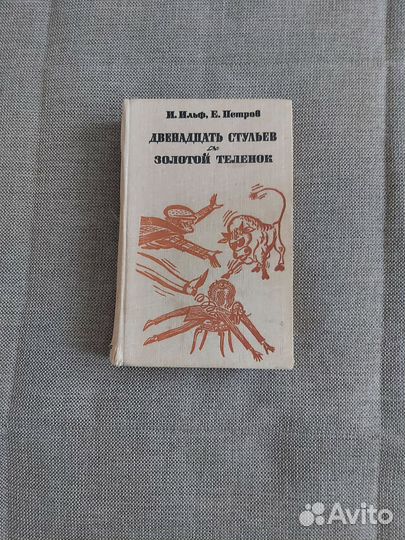 И. Ильф, Е. Петров
ДВЕНАДЦАТЬ СТУЛЬЕВ
ЗОЛОТОЙ ТЕЛЕНОК
Avito